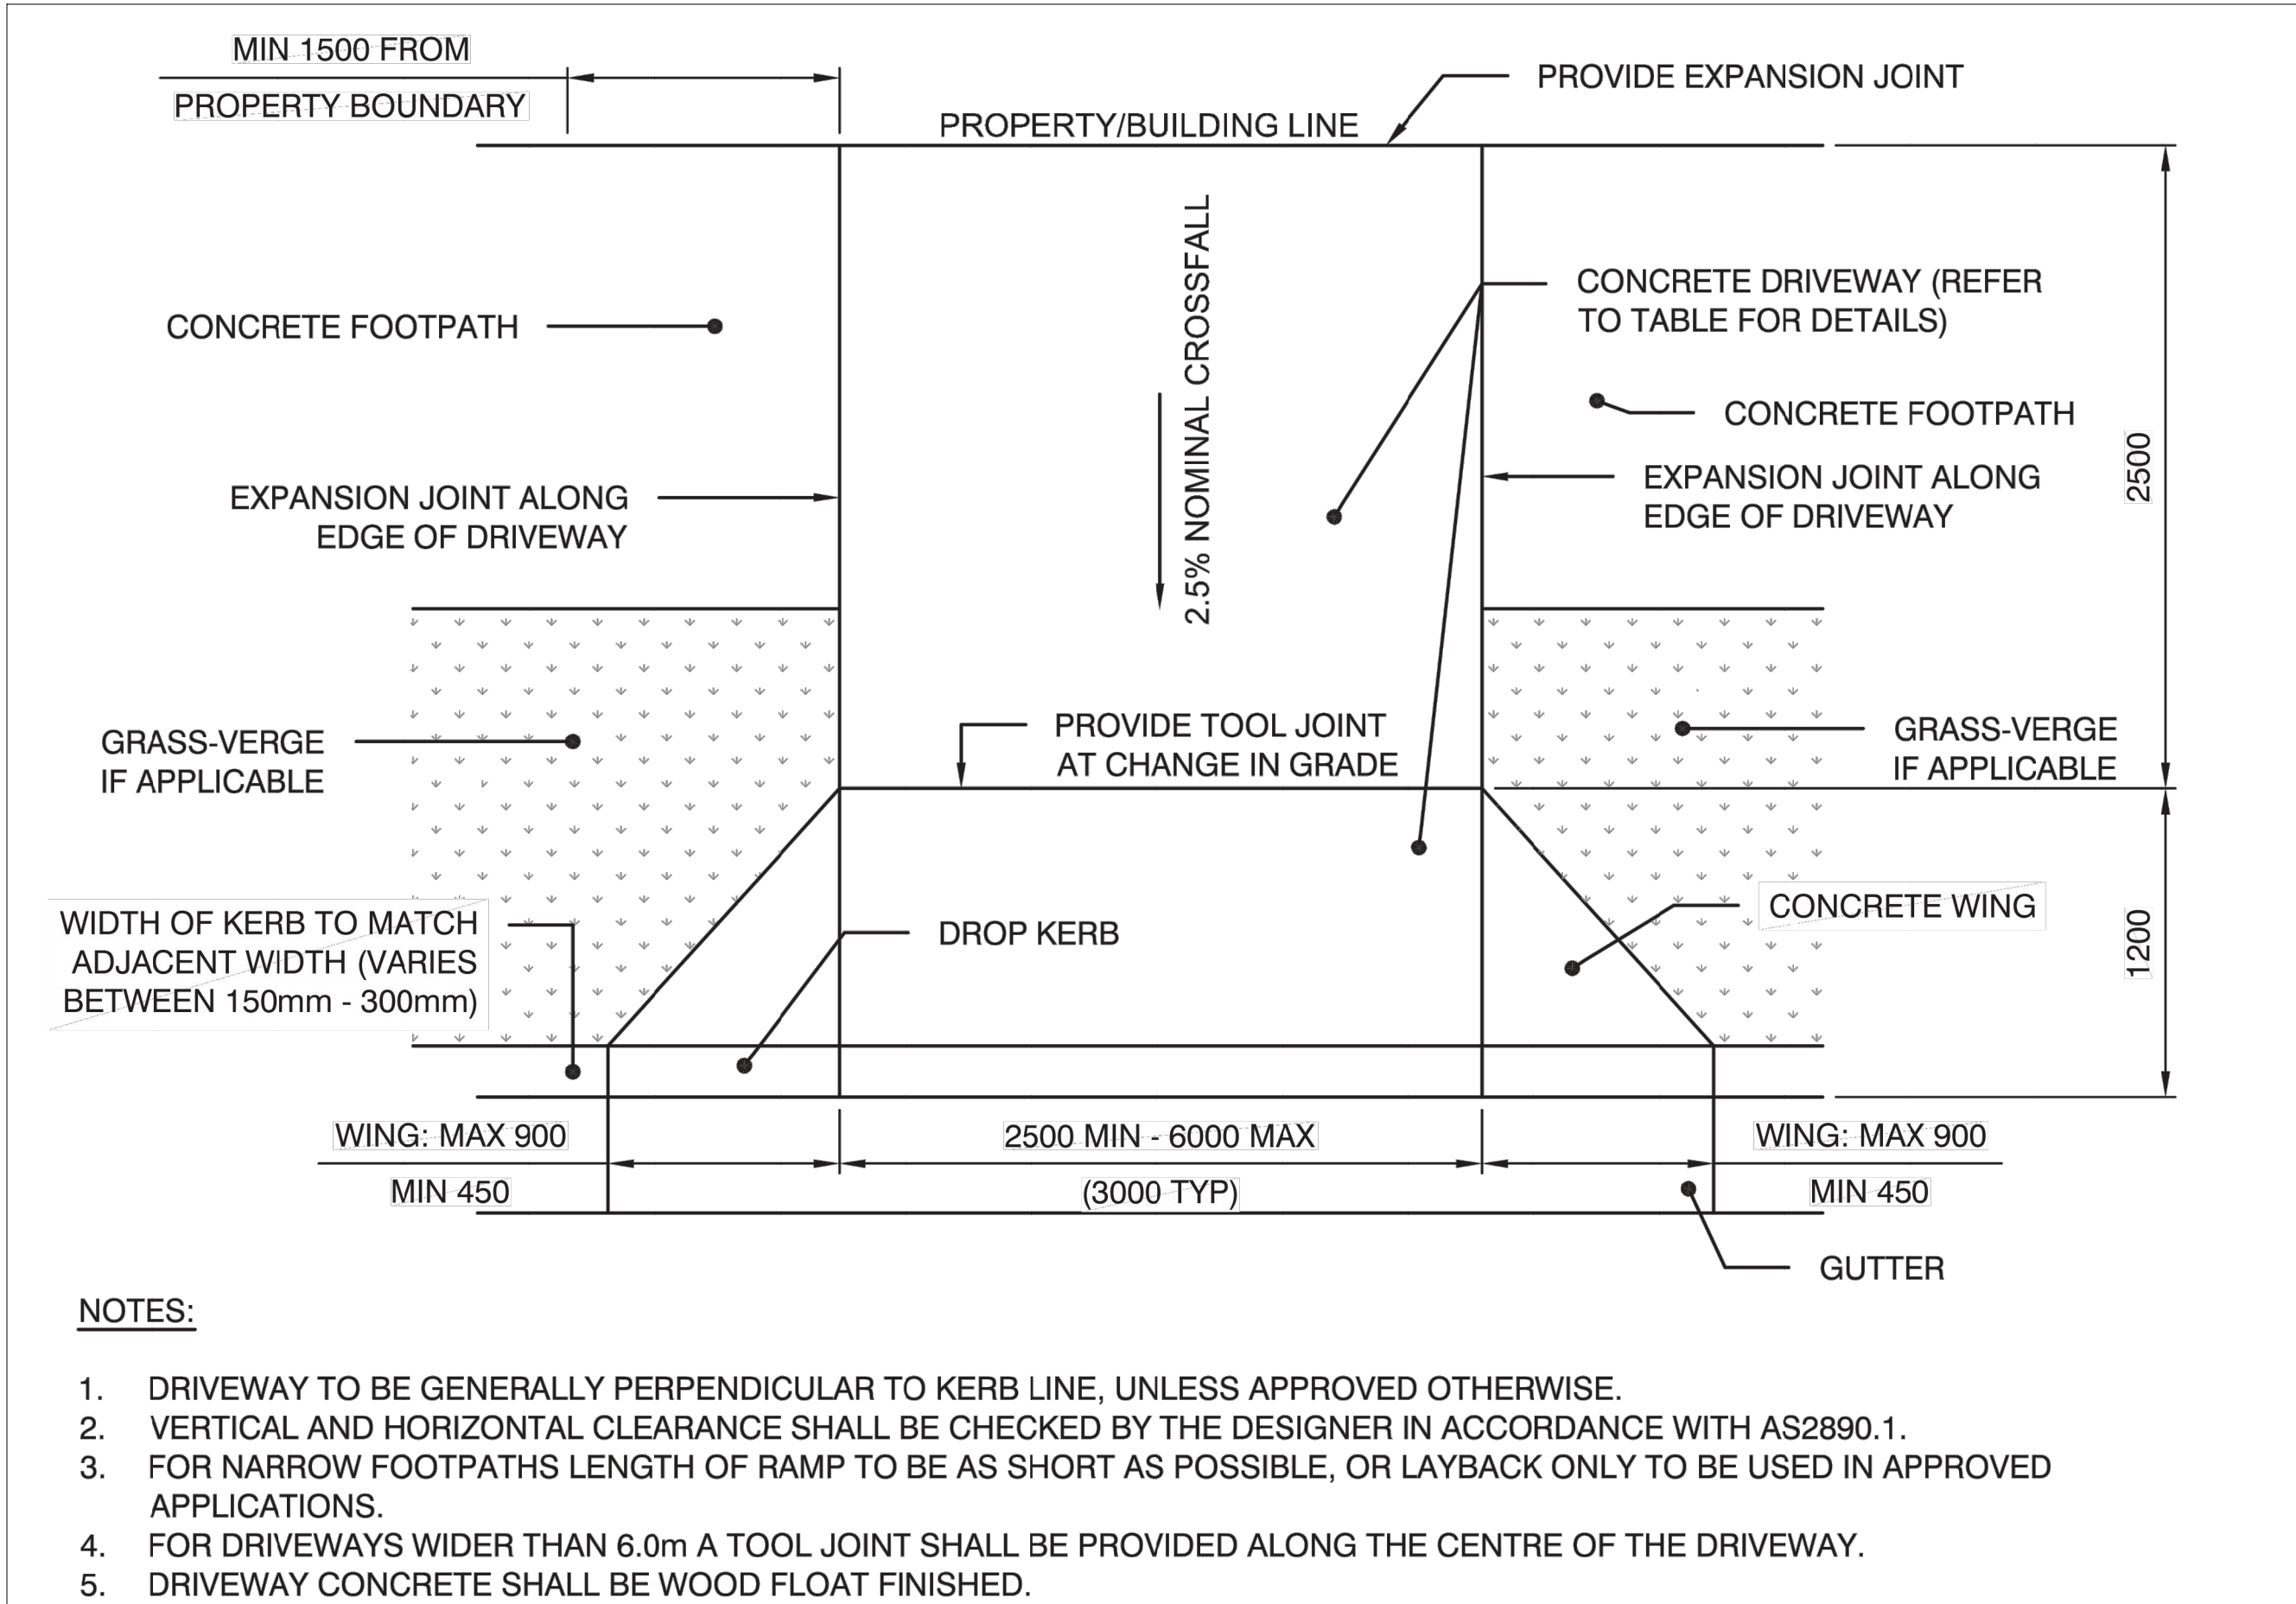 MIN 1500 FROM
PROPERTY BOUNDARY
PROVIDE EXPANSION JOINT
PROPERTY/BUILDING LINE
2.5% NOMINAL CROSSFALL
CONCRETE DRIVEWAY (REFER
TO TABLE FOR DETAILS)
CONCRETE FOOTPATH
CONCRETE FOOTPATH
2500
EXPANSION JOINT ALONG
EDGE OF DRIVEWAY
EXPANSION JOINT ALONG
EDGE OF DRIVEWAY
GRASS-VERGE
IF APPLICABLE
PROVIDE TOOL JOINT
AT CHANGE IN GRADE
GRASS-VERGE
IF APPLICABLE
WIDTH OF KERB TO MATCH
ADJACENT WIDTH (VARIES
BETWEEN 150mm - 300mm)
DROP KERB
CONCRETE WING
1200
WING: MAX 900
MIN 450
2500 MIN - 6000 MAX
(3000 TYP)
WING: MAX 900
MIN 450
GUTTER
NOTES:
1. DRIVEWAY TO BE GENERALLY PERPENDICULAR TO KERB LINE, UNLESS APPROVED OTHERWISE.
2. VERTICAL AND HORIZONTAL CLEARANCE SHALL BE CHECKED BY THE DESIGNER IN ACCORDANCE WITH AS2890.1.
3. FOR NARROW FOOTPATHS LENGTH OF RAMP TO BE AS SHORT AS POSSIBLE, OR LAYBACK ONLY TO BE USED IN APPROVED
APPLICATIONS.
4. FOR DRIVEWAYS WIDER THAN 6.0m A TOOL JOINT SHALL BE PROVIDED ALONG THE CENTRE OF THE DRIVEWAY.
5. DRIVEWAY CONCRETE SHALL BE WOOD FLOAT FINISHED.